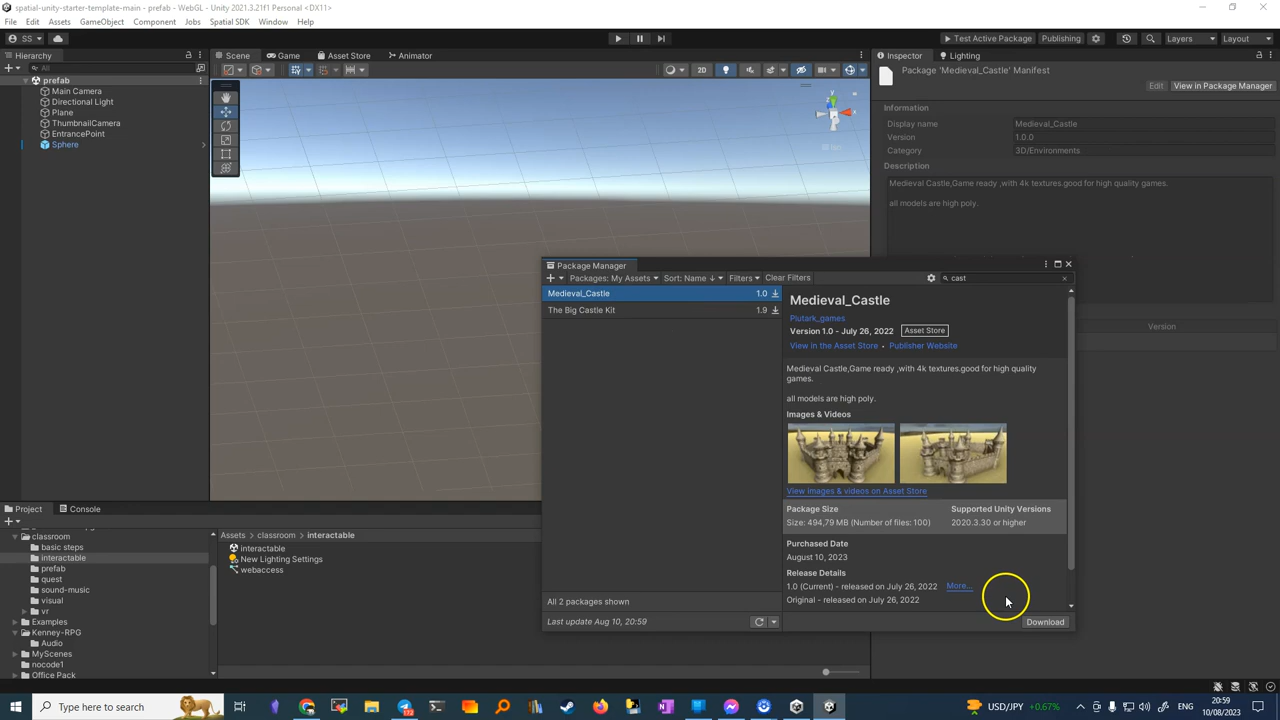 spatial-unity-starter-template-main - prefab - WebGL - Unity 2021.3.21f1 Personal <DX11>
File Edit Assets GameObject Component Jobs Spatial SDK Window Help
SS
Test Active Package Publishing Layers Layout
Hierarchy
All
prefab
Main Camera
Directional Light
Plane
ThumbnailCamera
EntrancePoint
Sphere
Scene Game Asset Store Animator
2D
Inspector Lighting
Package 'Medieval_Castle' Manifest
Edit View in Package Manager
Information
Display name Medieval_Castle
Version 1.0.0
Category 3D/Environments
Description
Medieval Castle,Game ready ,with 4k textures.good for high quality games.
all models are high poly.
Version
Package Manager
Packages: My Assets Sort: Name ↓ Filters Clear Filters cast
Medieval_Castle 1.0
The Big Castle Kit 1.9
All 2 packages shown
Last update Aug 10, 20:59
Medieval_Castle
Plutark_games
Version 1.0 - July 26, 2022 Asset Store
View in the Asset Store • Publisher Website
Medieval Castle,Game ready ,with 4k textures.good for high quality
games.
all models are high poly.
Images & Videos
View images & videos on Asset Store
Package Size Supported Unity Versions
Size: 494,79 MB (Number of files: 100) 2020.3.30 or higher
Purchased Date
August 10, 2023
Release Details
1.0 (Current) - released on July 26, 2022 More...
Original - released on July 26, 2022
Download
Project Console
classroom
basic steps
interactable
prefab
quest
sound-music
visual
vr
Examples
Kenney-RPG
Audio
MyScenes
nocode1
Office Pack
Assets > classroom > interactable
interactable
New Lighting Settings
webaccess
Type here to search
USD/JPY +0.67%
ENG
20:59
10/08/2023